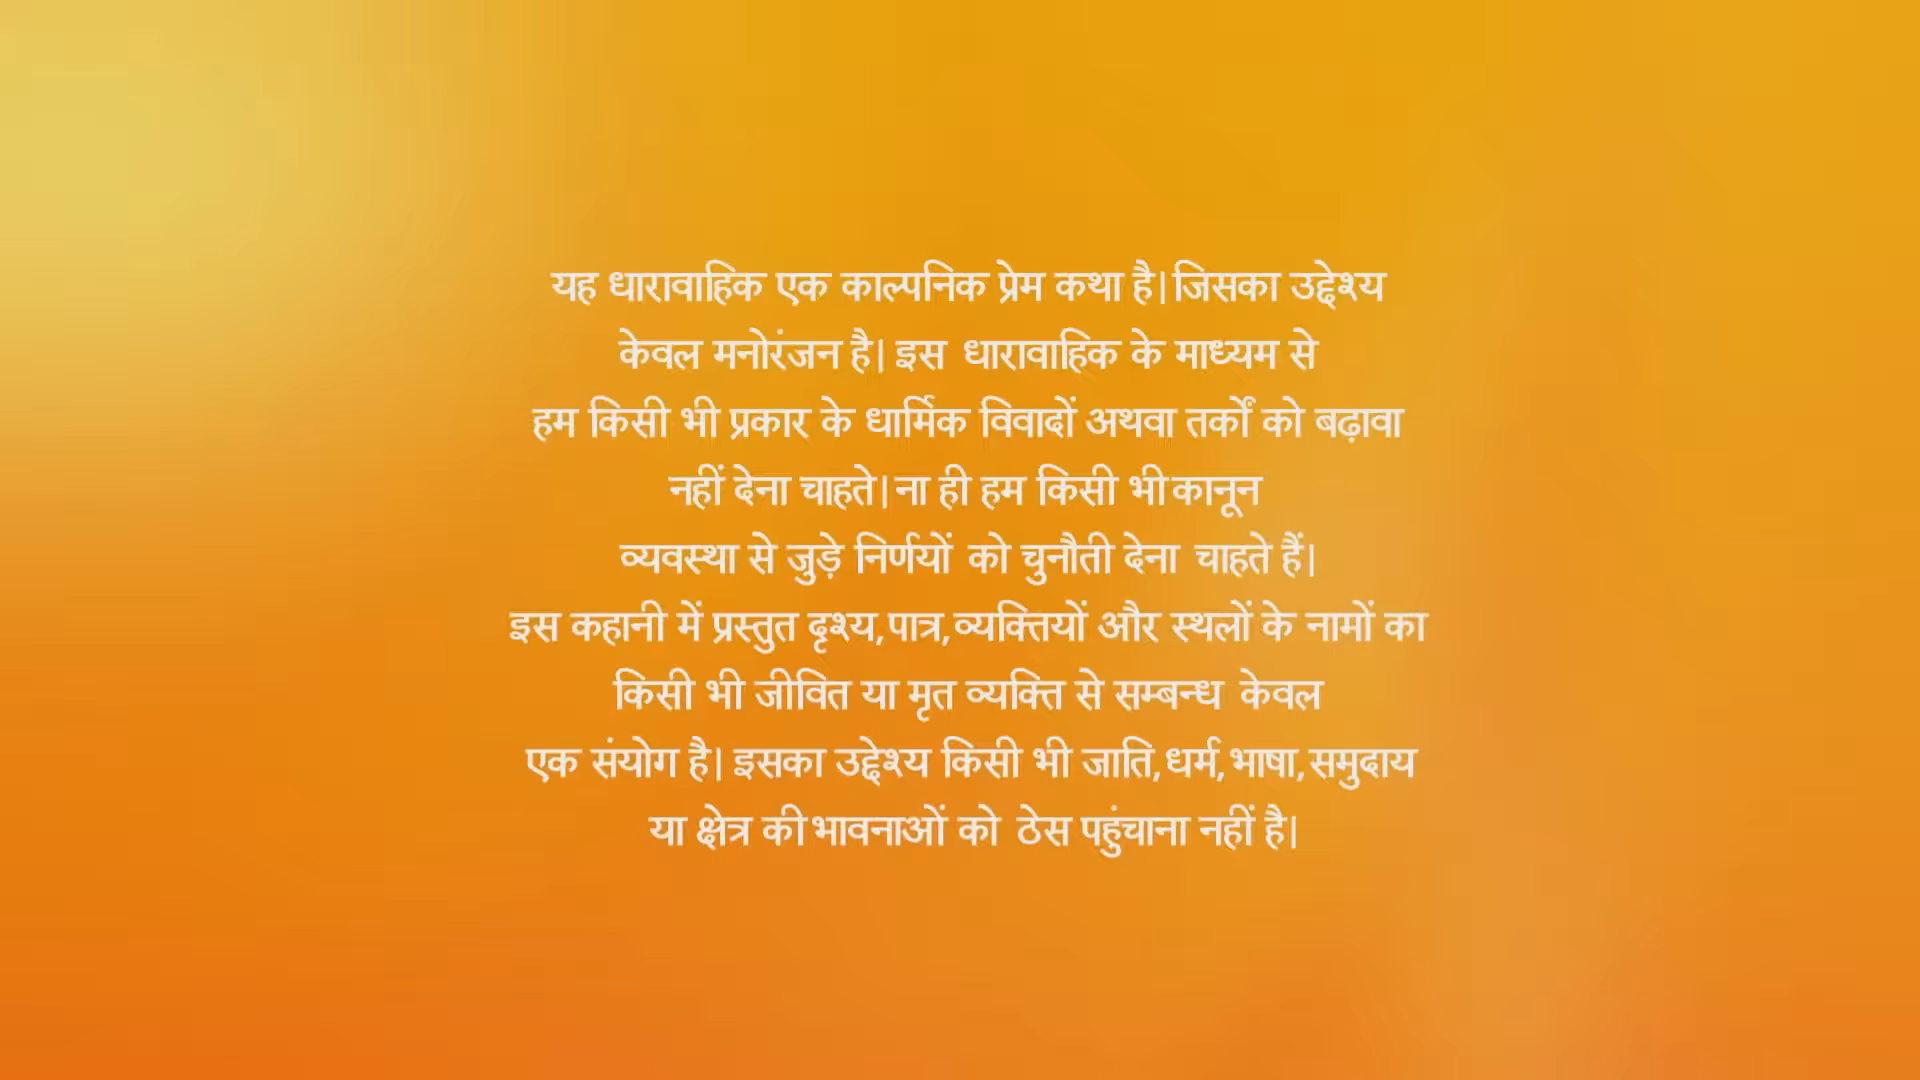 यह धारावाहिक एक काल्पनिक प्रेम कथा है|जिसका उद्देश्य
केवल मनोरंजन है| इस धारावाहिक के माध्यम से
हम किसी भी प्रकार के धार्मिक विवादों अथवा तर्कों को बढ़ावा
नहीं देना चाहते|ना ही हम किसी भी कानून
व्यवस्था से जुड़े निर्णयों को चुनौती देना चाहते हैं|
इस कहानी में प्रस्तुत दृश्य,पात्र,व्यक्तियों और स्थलों के नामों का
किसी भी जीवित या मृत व्यक्ति से सम्बन्ध केवल
एक संयोग है| इसका उद्देश्य किसी भी जाति,धर्म,भाषा,समुदाय
या क्षेत्र की भावनाओं को ठेस पहुंचाना नहीं है|